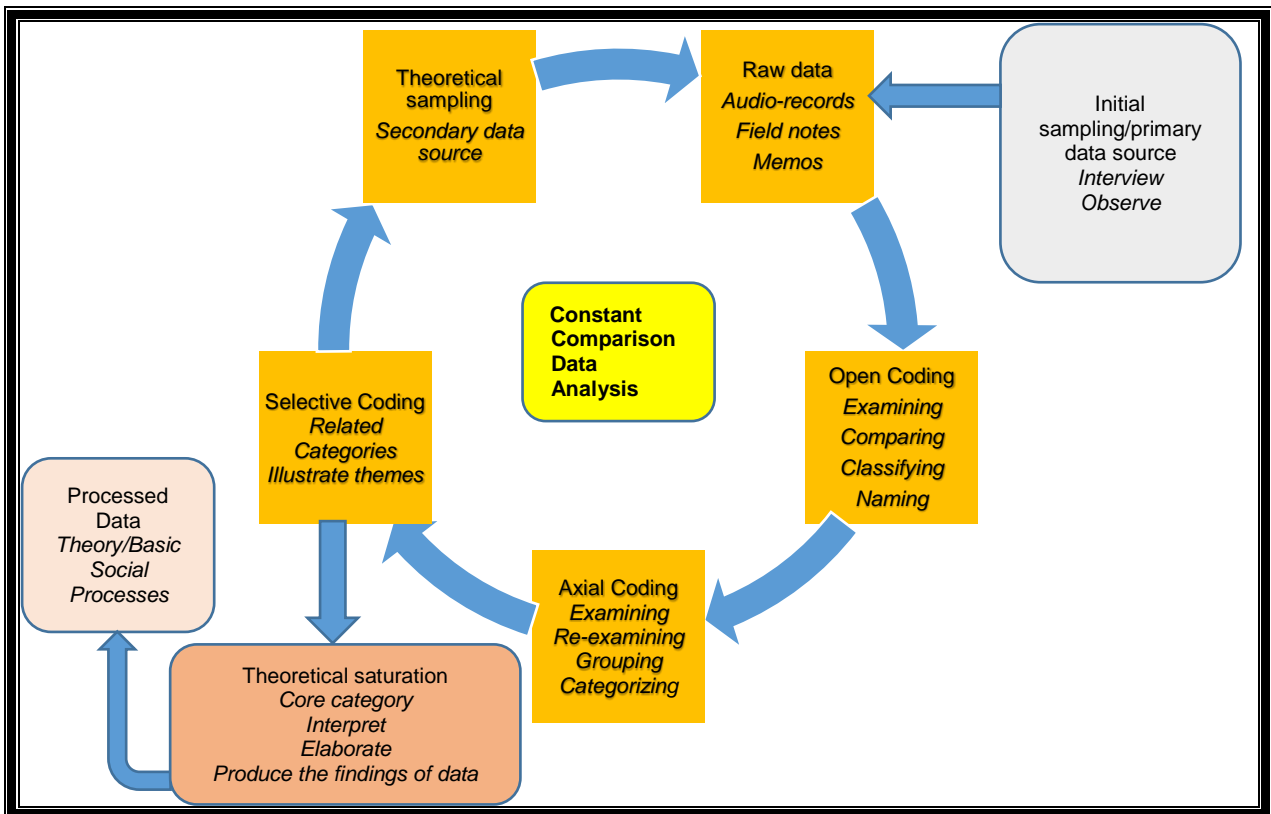 Theoretical
sampling
Secondary data
source
Raw data
Audio-records
Field notes
Memos
Initial
sampling/primary
data source
Interview
Observe
Constant
Comparison
Data
Analysis
Open Coding
Examining
Comparing
Classifying
Naming
Selective Coding
Related
Categories
Illustrate themes
Processed
Data
Theory/Basic
Social
Processes
Axial Coding
Examining
Re-examining
Grouping
Categorizing
Theoretical saturation
Core category
Interpret
Elaborate
Produce the findings of data